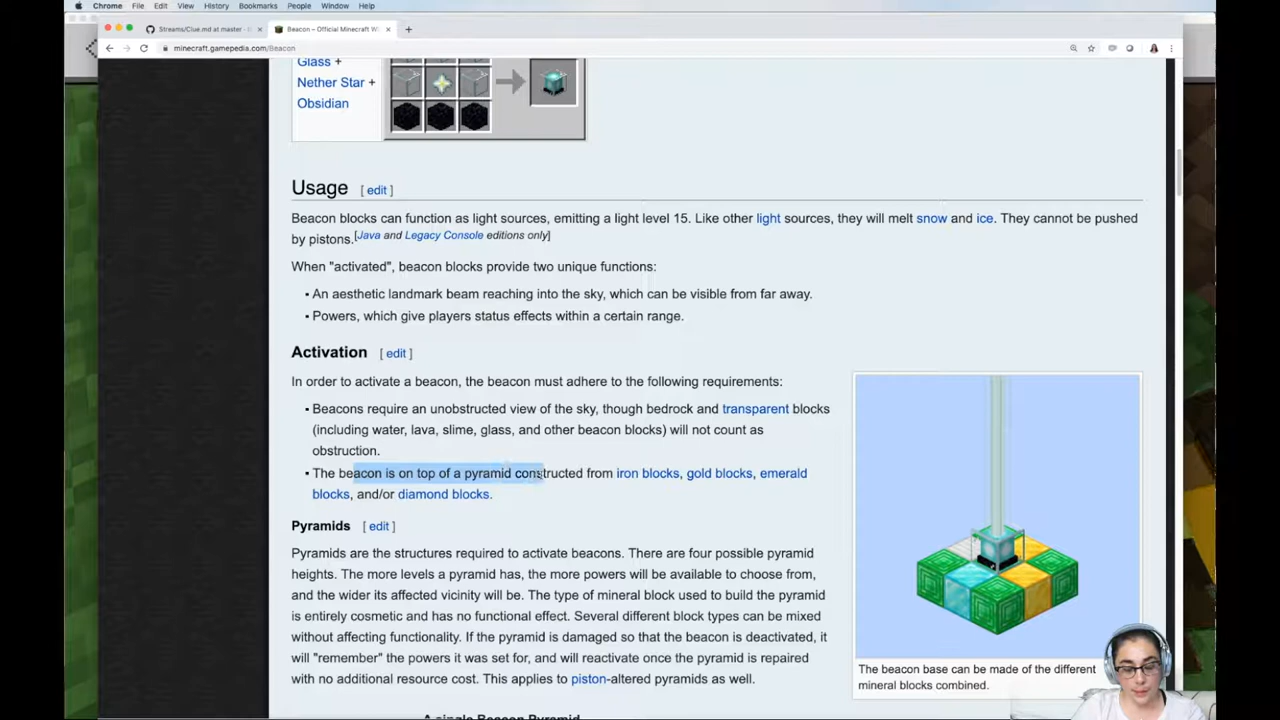 Chrome File Edit View History Bookmarks People Window Help
Streams/Clue.md at master ·
Beacon – Official Minecraft Wi
minecraft.gamepedia.com/Beacon
Glass +
Nether Star +
Obsidian
Usage [ edit ]
Beacon blocks can function as light sources, emitting a light level 15. Like other light sources, they will melt snow and ice. They cannot be pushed
by pistons.[Java and Legacy Console editions only]
When "activated", beacon blocks provide two unique functions:
▪ An aesthetic landmark beam reaching into the sky, which can be visible from far away.
▪ Powers, which give players status effects within a certain range.
Activation [ edit ]
In order to activate a beacon, the beacon must adhere to the following requirements:
▪ Beacons require an unobstructed view of the sky, though bedrock and transparent blocks
(including water, lava, slime, glass, and other beacon blocks) will not count as
obstruction.
▪ The beacon is on top of a pyramid constructed from iron blocks, gold blocks, emerald
blocks, and/or diamond blocks.
Pyramids [ edit ]
Pyramids are the structures required to activate beacons. There are four possible pyramid
heights. The more levels a pyramid has, the more powers will be available to choose from,
and the wider its affected vicinity will be. The type of mineral block used to build the pyramid
is entirely cosmetic and has no functional effect. Several different block types can be mixed
without affecting functionality. If the pyramid is damaged so that the beacon is deactivated, it
will "remember" the powers it was set for, and will reactivate once the pyramid is repaired
with no additional resource cost. This applies to piston-altered pyramids as well.
The beacon base can be made of the different
mineral blocks combined.
A single Beacon Pyramid